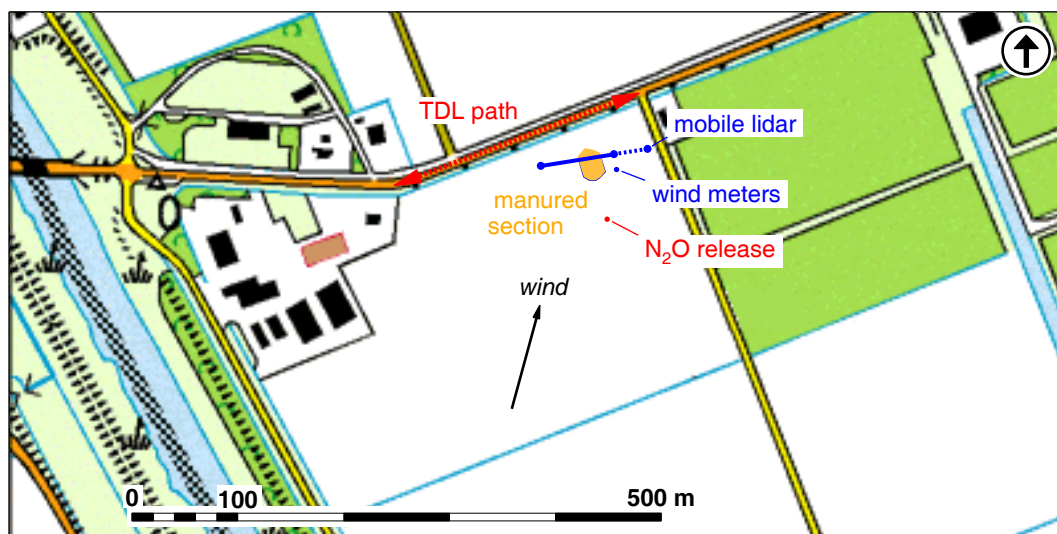 TDL path
mobile lidar
manured
section
wind meters
N₂O release
wind
0 100 500 m